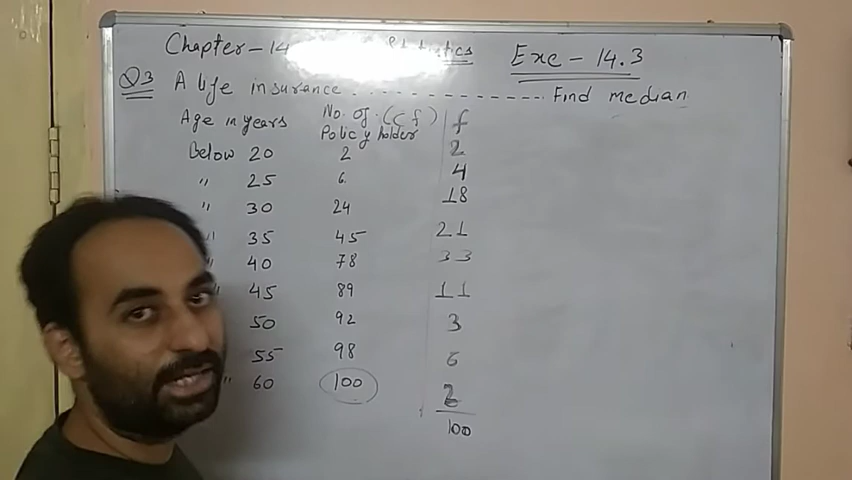 Chapter-14 Statistics Exe-14.3
Q3 A life insurance .......... Find median
Age in years No. of (cf) f
Policy holder
Below 20 2 2
" 25 6 4
" 30 24 18
" 35 45 21
" 40 78 33
" 45 89 11
50 92 3
55 98 6
" 60 100 2
100